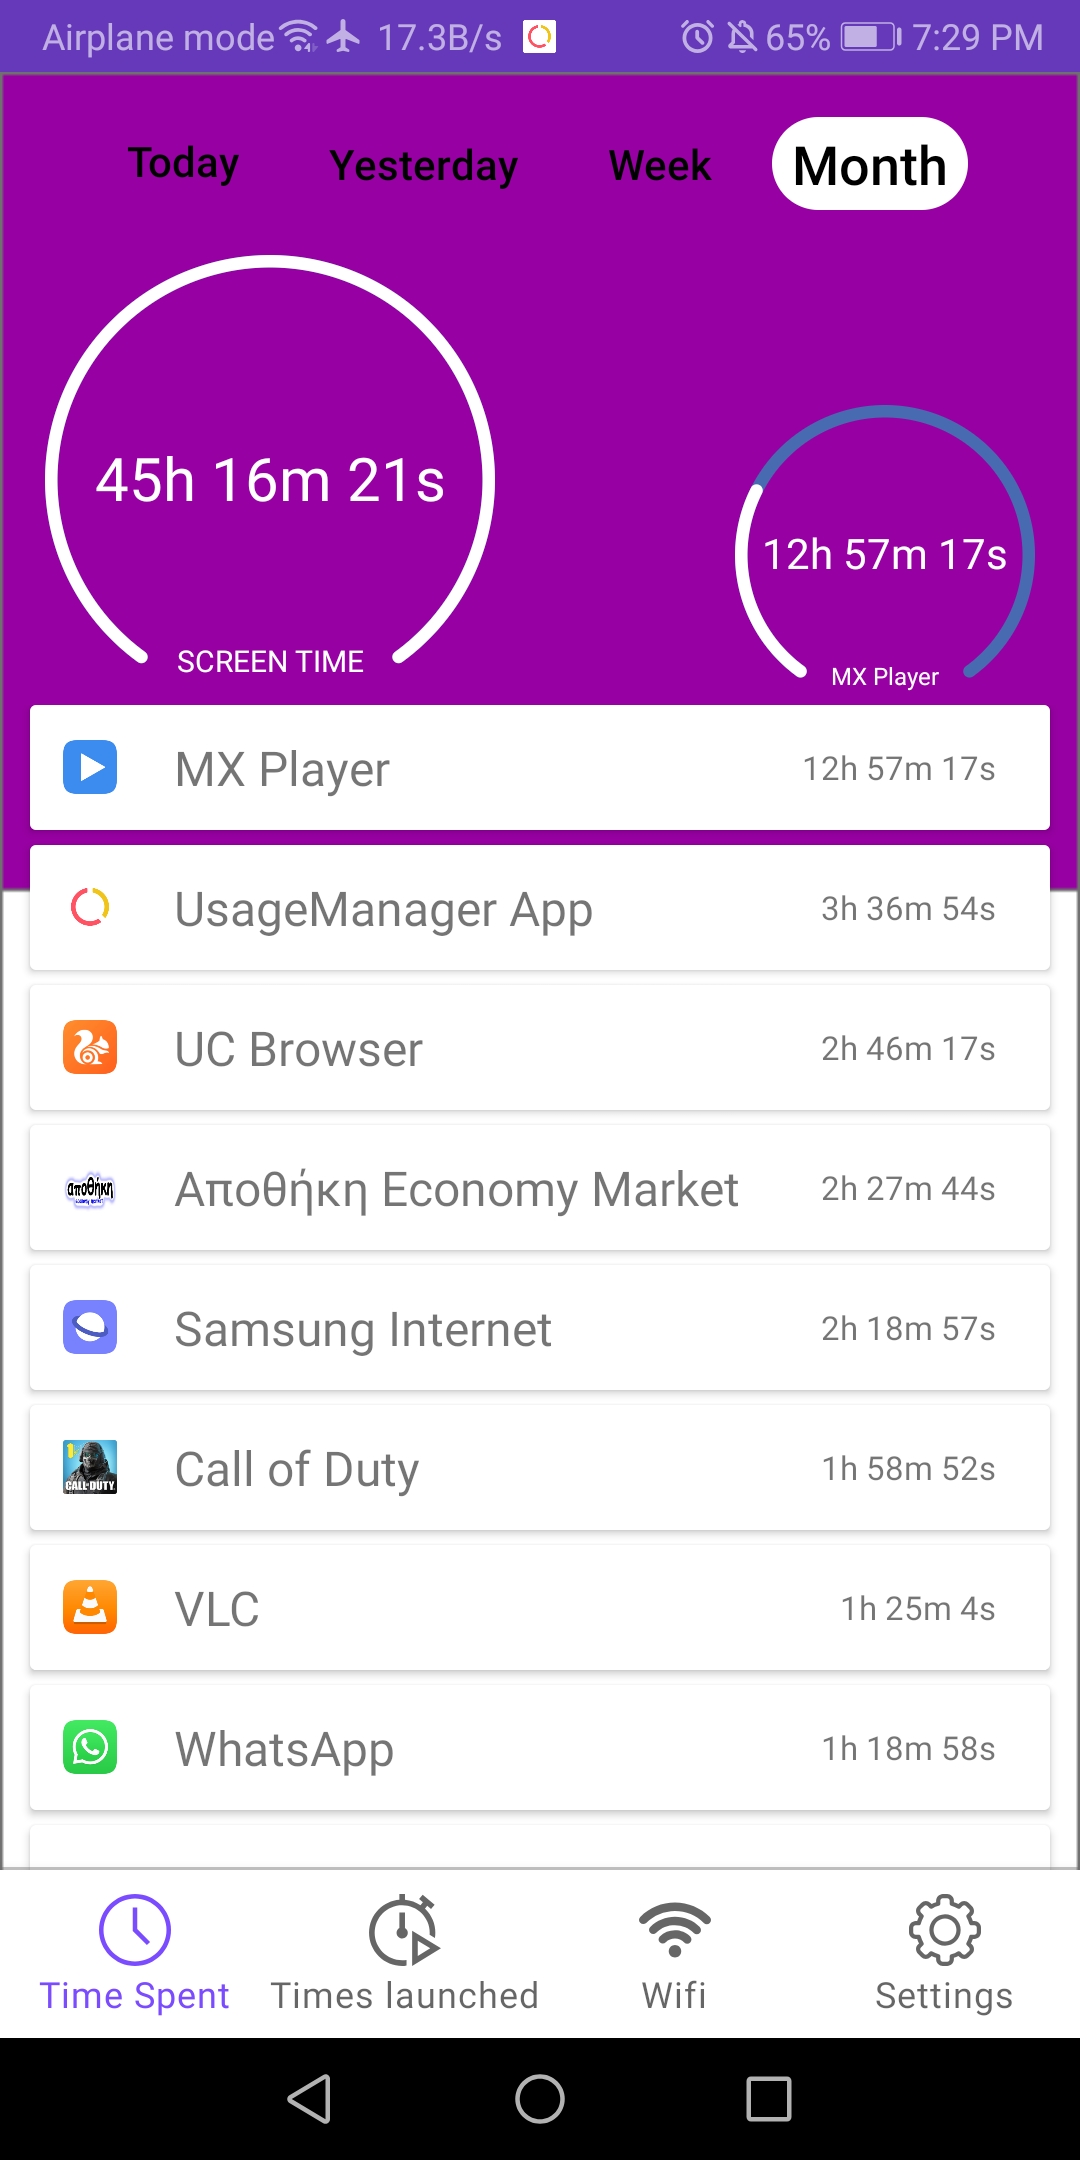 Airplane mode 17.3B/s 65% 7:29 PM
Today Yesterday Week Month
45h 16m 21s
SCREEN TIME
12h 57m 17s
MX Player
MX Player 12h 57m 17s
UsageManager App 3h 36m 54s
UC Browser 2h 46m 17s
αποθήκη
Αποθήκη Economy Market 2h 27m 44s
Samsung Internet 2h 18m 57s
CALL OF DUTY
Call of Duty 1h 58m 52s
VLC 1h 25m 4s
WhatsApp 1h 18m 58s
Time Spent Times launched Wifi Settings